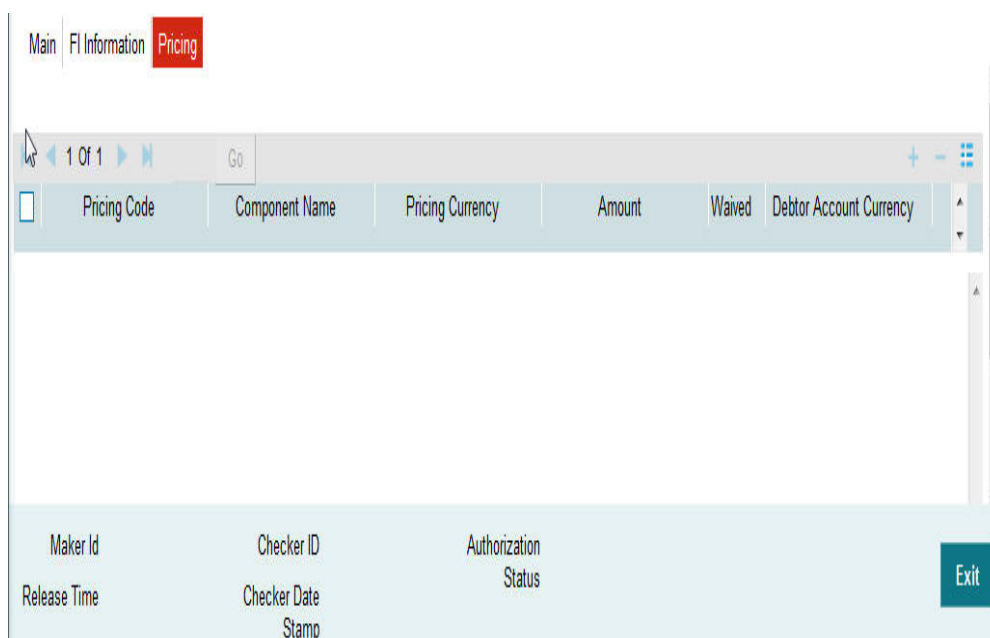 Main FI Information Pricing
1 Of 1 Go
Pricing Code Component Name Pricing Currency Amount Waived Debtor Account Currency
Maker Id Checker ID Authorization Status
Release Time Checker Date Stamp
Exit